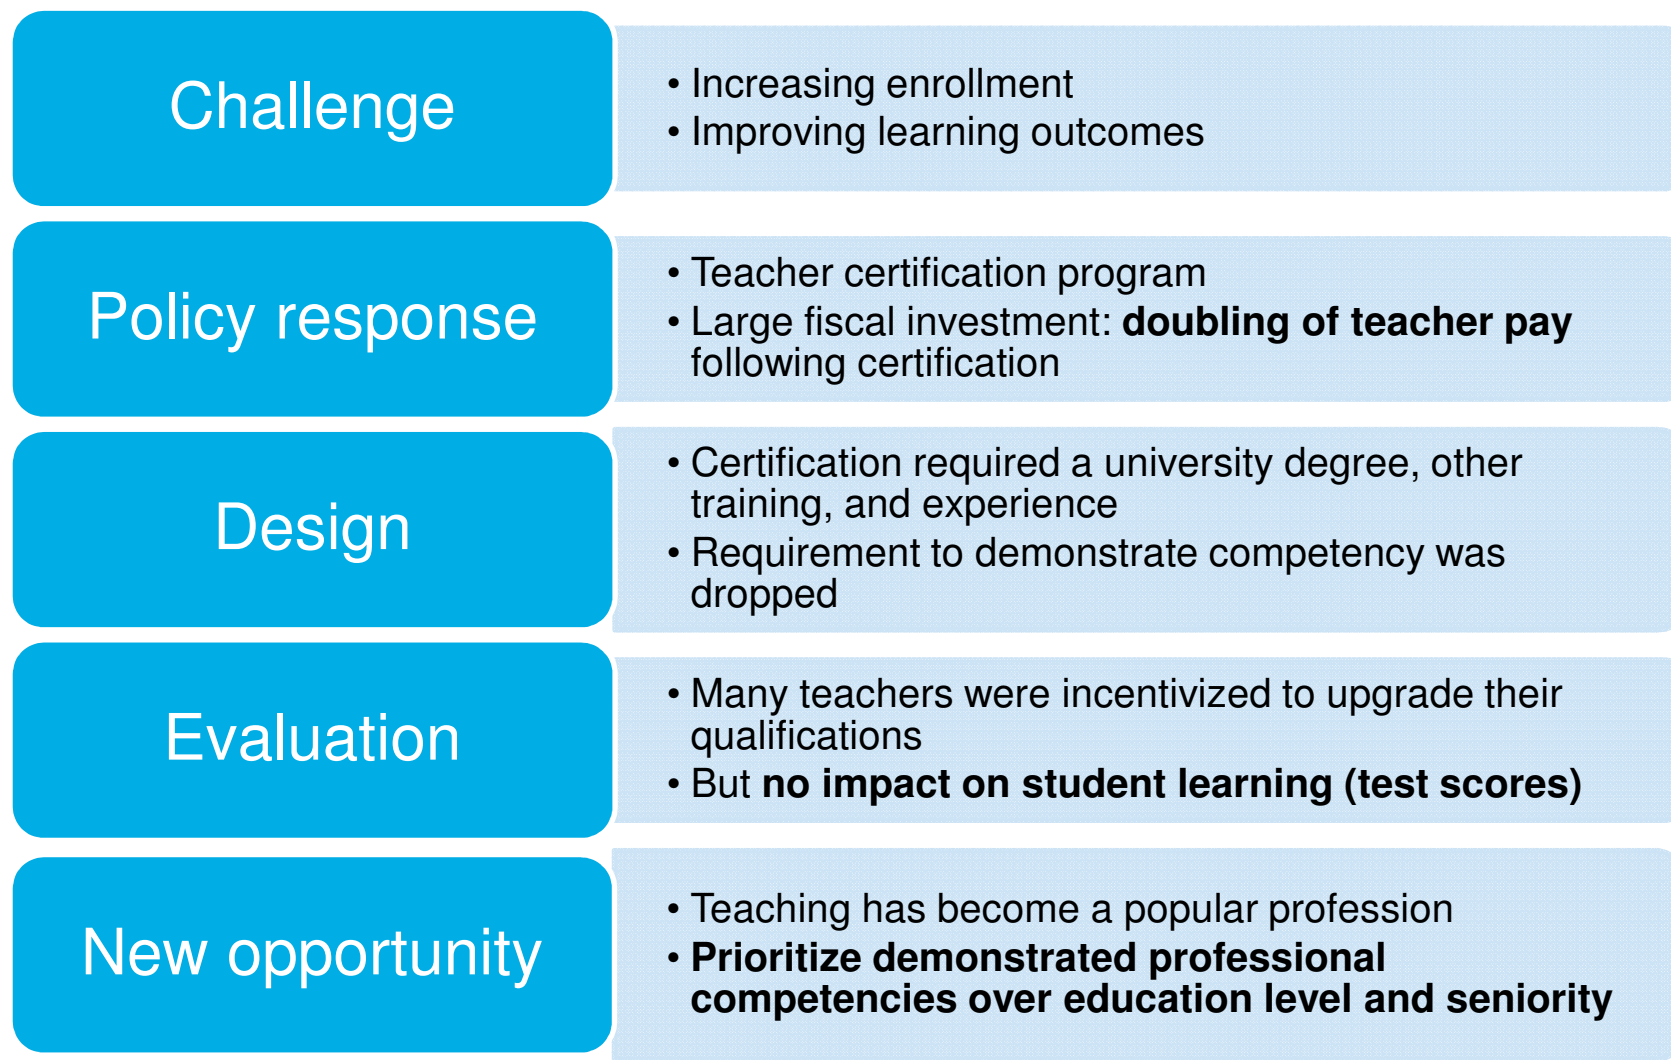 Challenge
• Increasing enrollment
• Improving learning outcomes
Policy response
• Teacher certification program
• Large fiscal investment: doubling of teacher pay
following certification
Design
• Certification required a university degree, other
training, and experience
• Requirement to demonstrate competency was
dropped
Evaluation
• Many teachers were incentivized to upgrade their
qualifications
• But no impact on student learning (test scores)
New opportunity
• Teaching has become a popular profession
• Prioritize demonstrated professional
competencies over education level and seniority